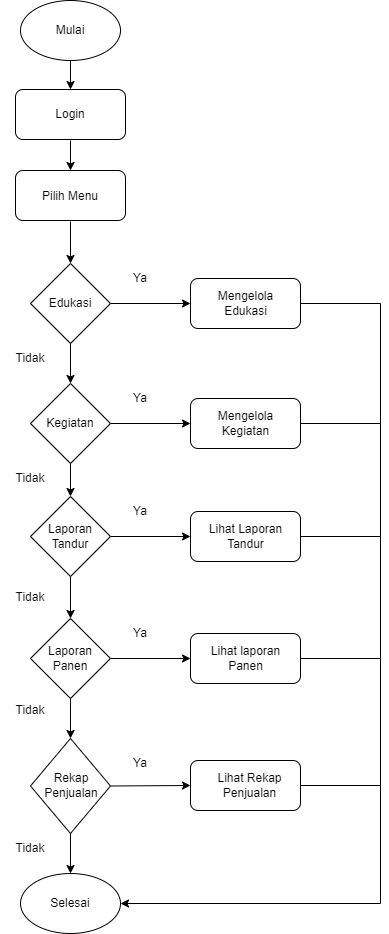 Mulai
Login
Pilih Menu
Ya
Edukasi
Mengelola
Edukasi
Tidak
Ya
Kegiatan
Mengelola
Kegiatan
Tidak
Ya
Laporan
Tandur
Lihat Laporan
Tandur
Tidak
Ya
Laporan
Panen
Lihat laporan
Panen
Tidak
Ya
Rekap
Penjualan
Lihat Rekap
Penjualan
Tidak
Selesai